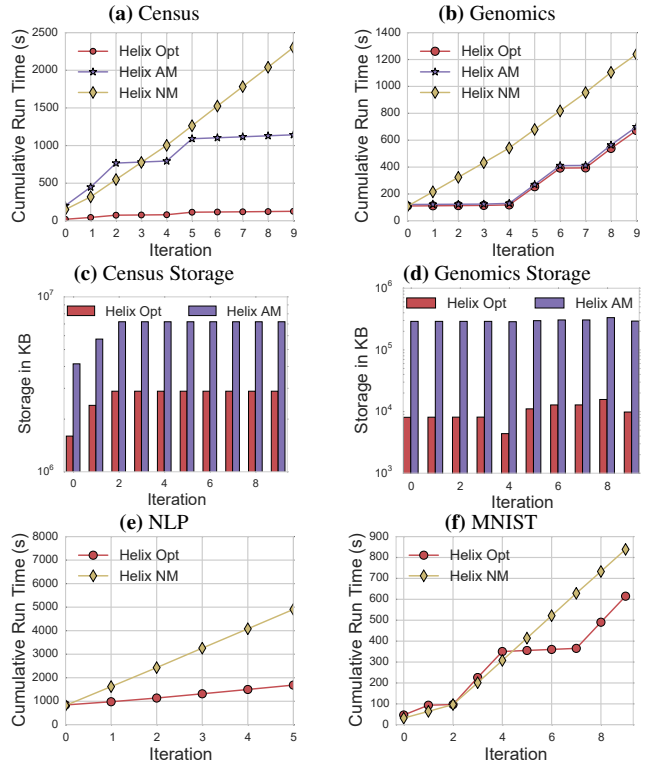 (a) Census
Cumulative Run Time (s)
2500
2000
1500
1000
500
0
Helix Opt
Helix AM
Helix NM
0 1 2 3 4 5 6 7 8 9
Iteration
(b) Genomics
Cumulative Run Time (s)
1400
1200
1000
800
600
400
200
0
Helix Opt
Helix AM
Helix NM
0 1 2 3 4 5 6 7 8 9
Iteration
(c) Census Storage
Storage in KB
10^7
10^6
Helix Opt Helix AM
0 2 4 6 8
Iteration
(d) Genomics Storage
Storage in KB
10^6
10^5
10^4
10^3
Helix Opt Helix AM
0 2 4 6 8
Iteration
(e) NLP
Cumulative Run Time (s)
8000
7000
6000
5000
4000
3000
2000
1000
0
Helix Opt
Helix NM
0 1 2 3 4 5
Iteration
(f) MNIST
Cumulative Run Time (s)
900
800
700
600
500
400
300
200
100
0
Helix Opt
Helix NM
0 2 4 6 8
Iteration